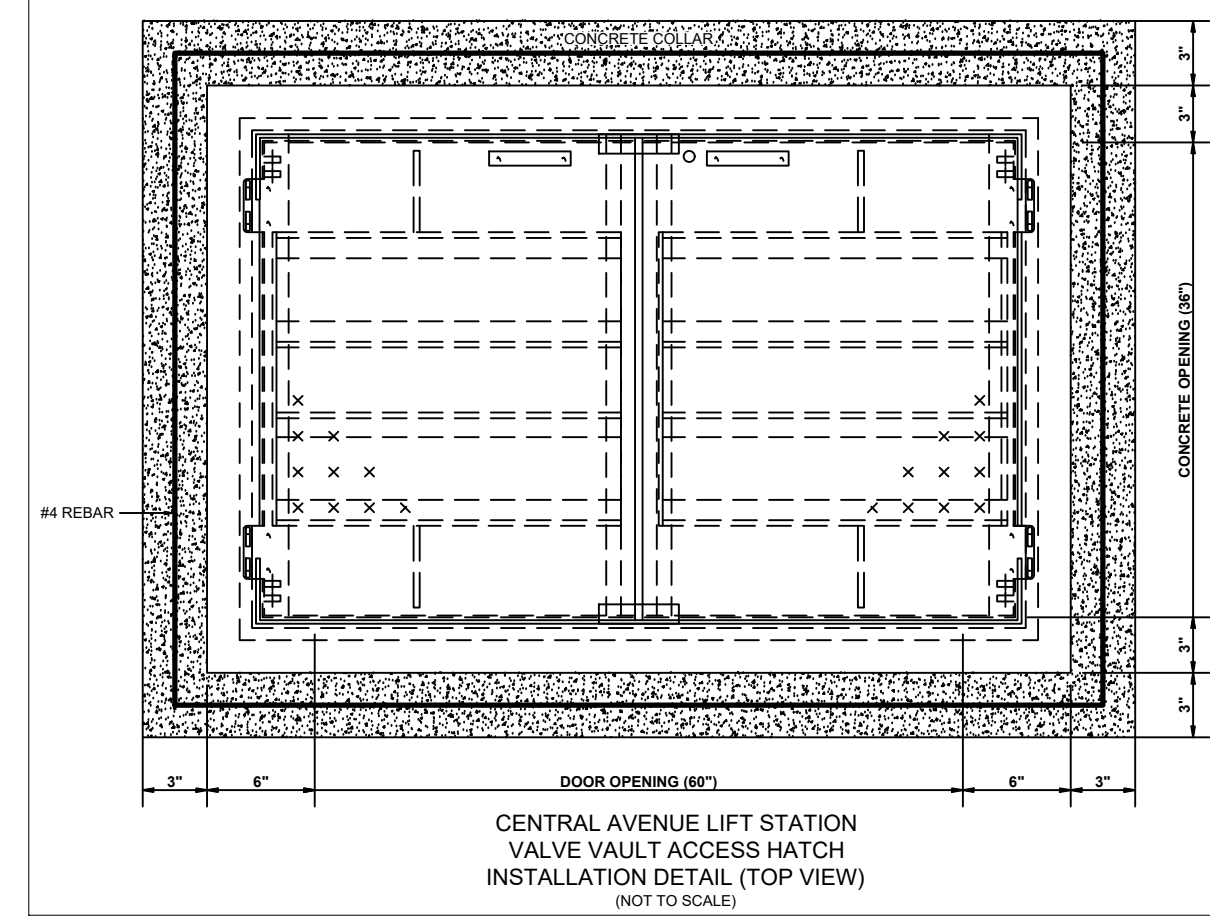 CONCRETE COLLAR
3"
3"
CONCRETE OPENING (36")
#4 REBAR
3"
3"
3"
6"
DOOR OPENING (60")
6"
3"
CENTRAL AVENUE LIFT STATION
VALVE VAULT ACCESS HATCH
INSTALLATION DETAIL (TOP VIEW)
(NOT TO SCALE)